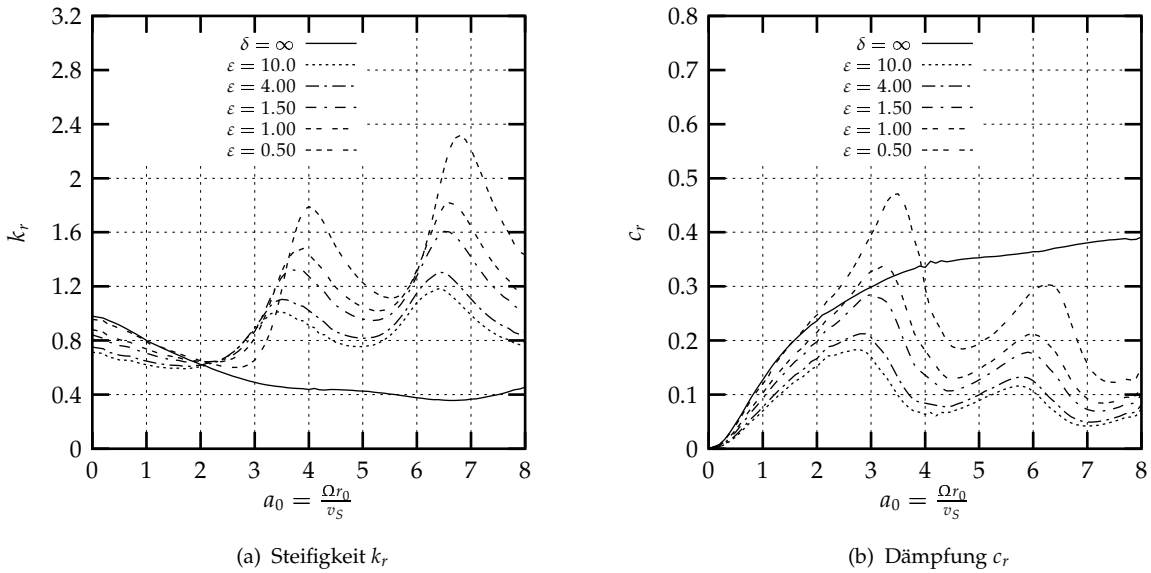 3.2
2.8
2.4
2
1.6
1.2
0.8
0.4
0
k_r
δ = ∞
ε = 10.0
ε = 4.00
ε = 1.50
ε = 1.00
ε = 0.50
0 1 2 3 4 5 6 7 8
a_0 = Ωr_0/v_S
(a) Steifigkeit k_r
0.8
0.7
0.6
0.5
0.4
0.3
0.2
0.1
0
c_r
δ = ∞
ε = 10.0
ε = 4.00
ε = 1.50
ε = 1.00
ε = 0.50
0 1 2 3 4 5 6 7 8
a_0 = Ωr_0/v_S
(b) Dämpfung c_r